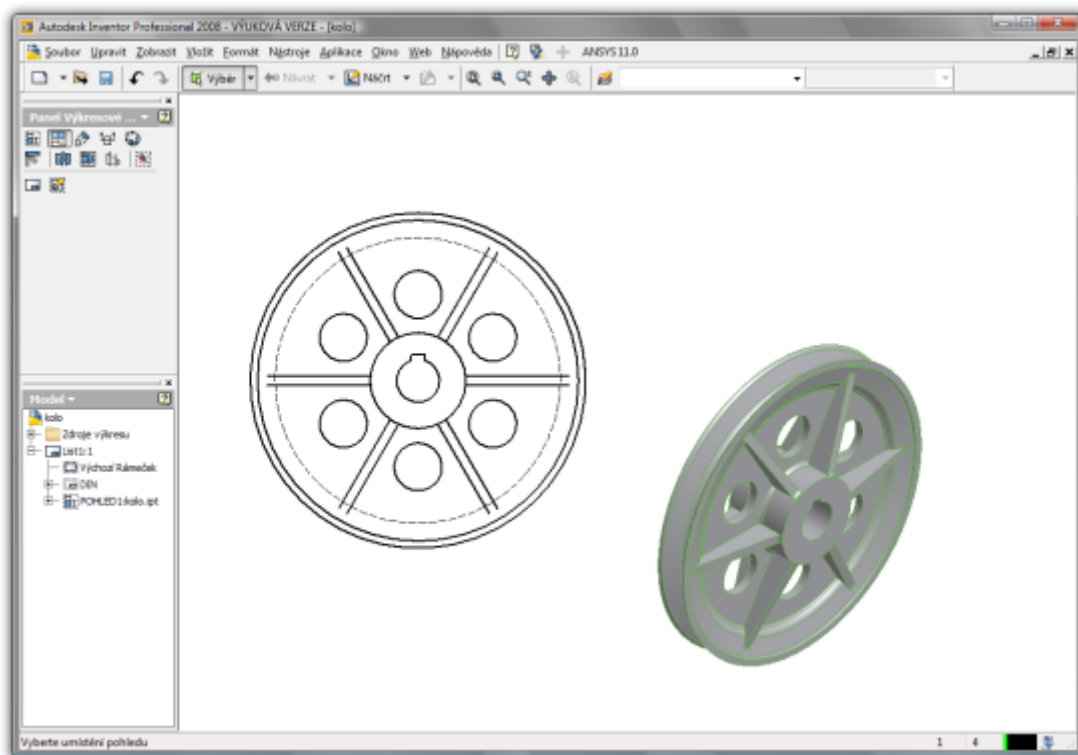 Autodesk Inventor Professional 2008 - VÝUKOVÁ VERZE - [kolo]
Soubor Upravit Zobrazit Vložit Formát Nástroje Aplikace Okno Web Nápověda ANSYS 11.0
Výběr Návrat Náčrt
Panel Výkresové ...
Model
kolo
Zdroje výkresu
List1:1
Výchozí Rámeček
DIN
POHLED1:kolo.ipt
Vyberte umístění pohledu 1 4